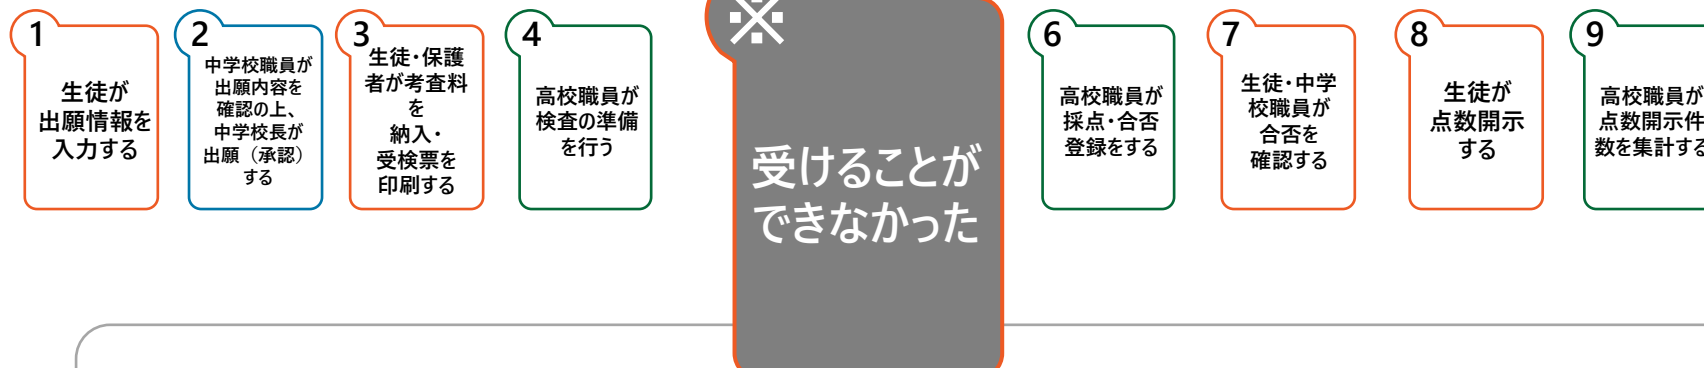 1
生徒が
出願情報を
入力する
2
中学校職員が
出願内容を
確認の上、
中学校長が
出願（承認）
する
3
生徒・保護
者が考査料
を
納入・
受検票を
印刷する
4
高校職員が
検査の準備
を行う
※
受けることが
できなかった
6
高校職員が
採点・合否
登録をする
7
生徒・中学
校職員が
合否を
確認する
8
生徒が
点数開示
する
9
高校職員が
点数開示件
数を集計する